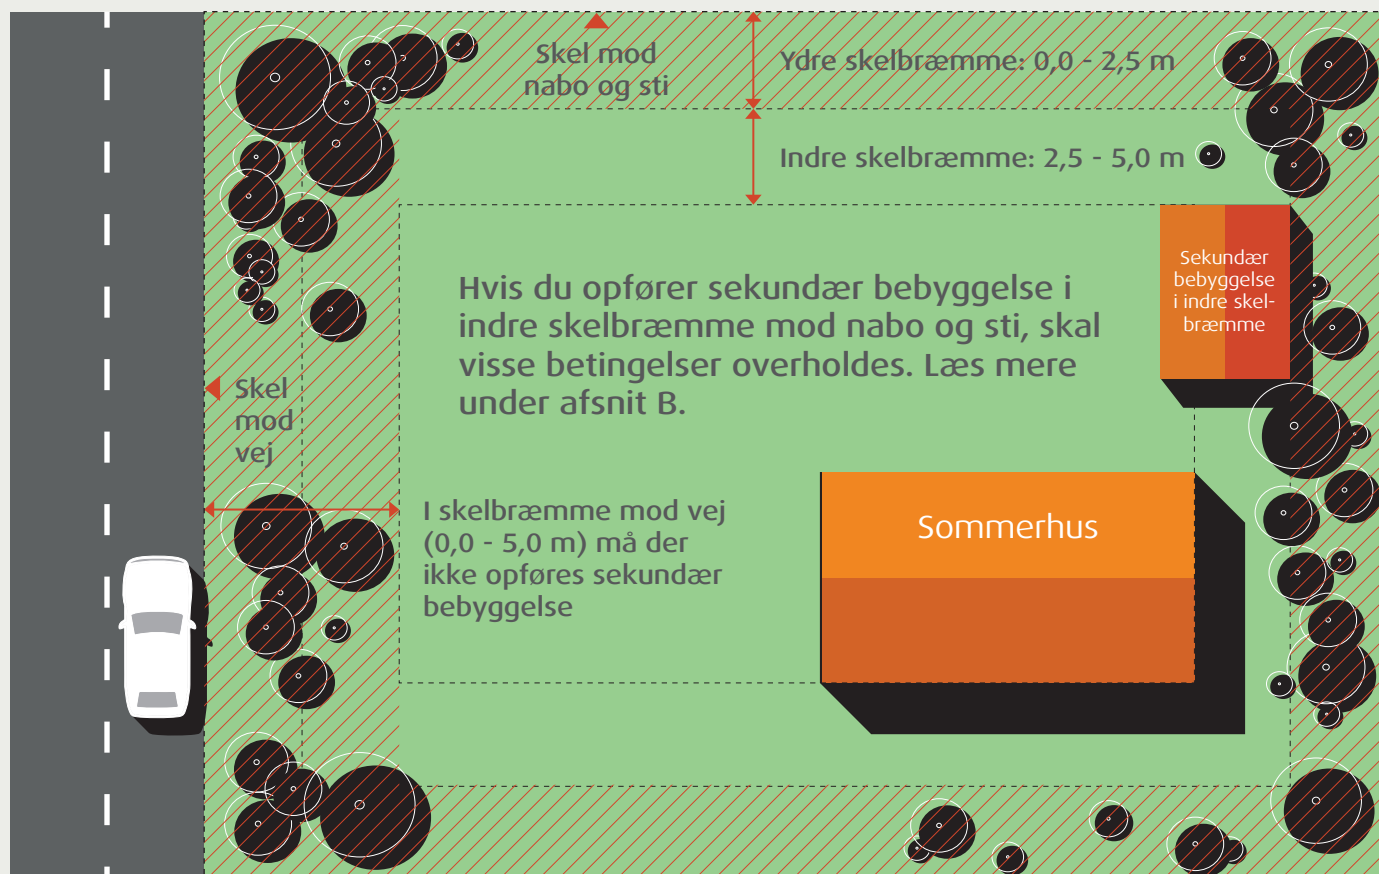 Skel mod
nabo og sti
Ydre skelbræmme: 0,0 - 2,5 m
Indre skelbræmme: 2,5 - 5,0 m
Sekundær
bebyggelse
i indre skel-
bræmme
Hvis du opfører sekundær bebyggelse i
indre skelbræmme mod nabo og sti, skal
visse betingelser overholdes. Læs mere
under afsnit B.
Skel
mod
vej
I skelbræmme mod vej
(0,0 - 5,0 m) må der
ikke opføres sekundær
bebyggelse
Sommerhus